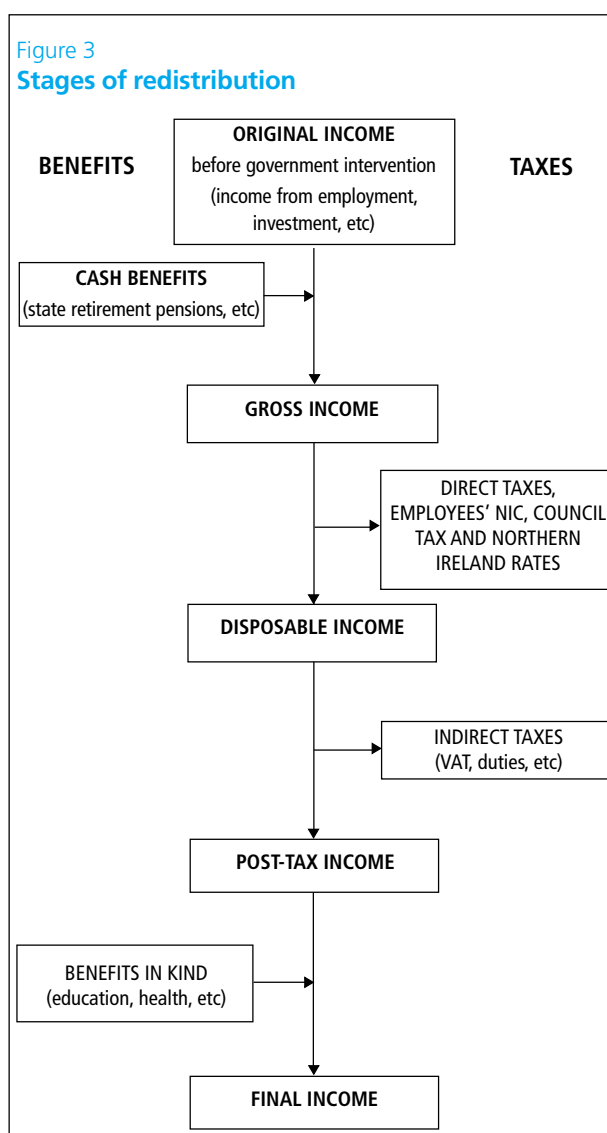 Figure 3
Stages of redistribution
BENEFITS
ORIGINAL INCOME
before government intervention
(income from employment,
investment, etc)
TAXES
CASH BENEFITS
(state retirement pensions, etc)
GROSS INCOME
DIRECT TAXES,
EMPLOYEES’ NIC, COUNCIL
TAX AND NORTHERN
IRELAND RATES
DISPOSABLE INCOME
INDIRECT TAXES
(VAT, duties, etc)
POST-TAX INCOME
BENEFITS IN KIND
(education, health, etc)
FINAL INCOME